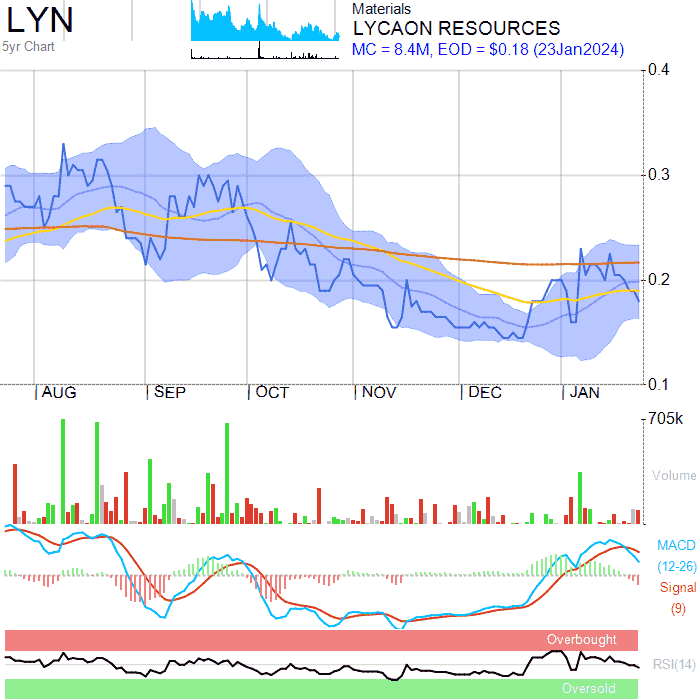 LYN
5yr Chart
Materials
LYCAON RESOURCES
MC = 8.4M, EOD = $0.18 (23Jan2024)
0.4
0.3
0.2
0.1
AUG
SEP
OCT
NOV
DEC
JAN
705k
Volume
MACD
(12-26)
Signal
(9)
Overbought
RSI(14)
Oversold